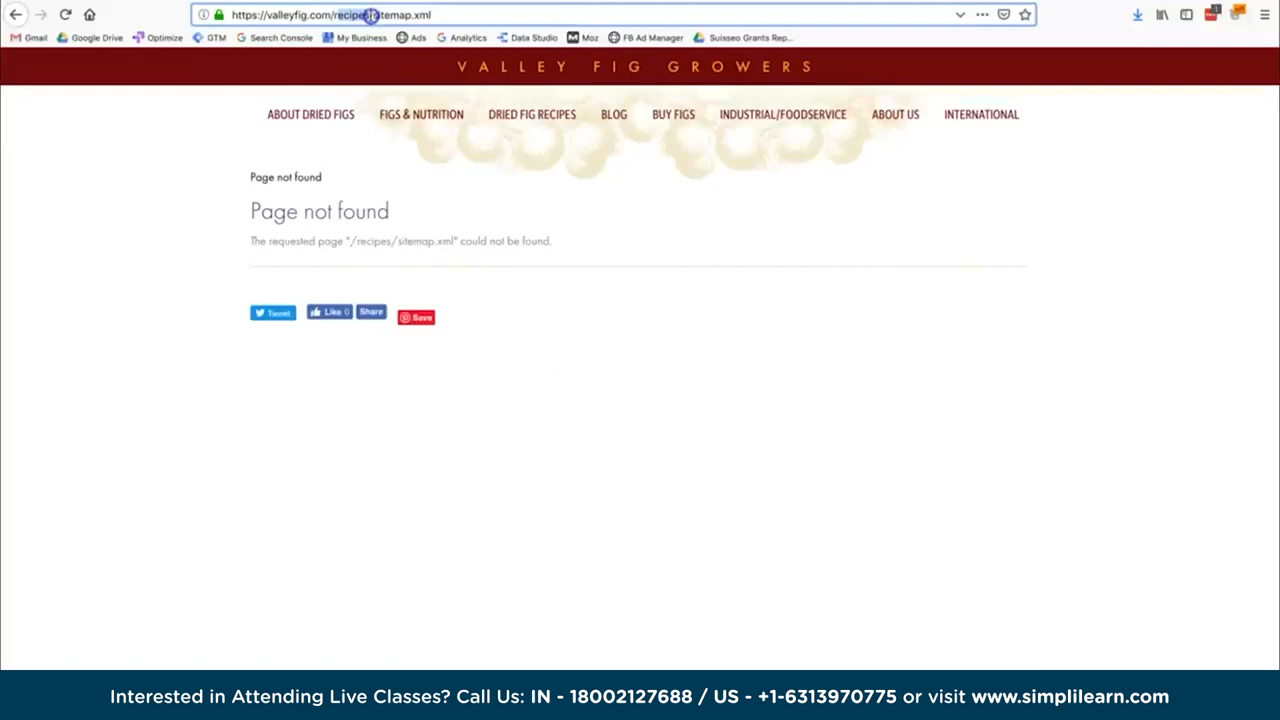 https://valleyfig.com/recipes/sitemap.xml
Gmail Google Drive Optimize GTM Search Console My Business Ads Analytics Data Studio Moz FB Ad Manager Suisseo Grants Rep...
VALLEY FIG GROWERS
ABOUT DRIED FIGS FIGS & NUTRITION DRIED FIG RECIPES BLOG BUY FIGS INDUSTRIAL/FOODSERVICE ABOUT US INTERNATIONAL
Page not found
Page not found
The requested page "/recipes/sitemap.xml" could not be found.
Tweet Like 0 Share Save
Interested in Attending Live Classes? Call Us: IN - 18002127688 / US - +1-6313970775 or visit www.simplilearn.com